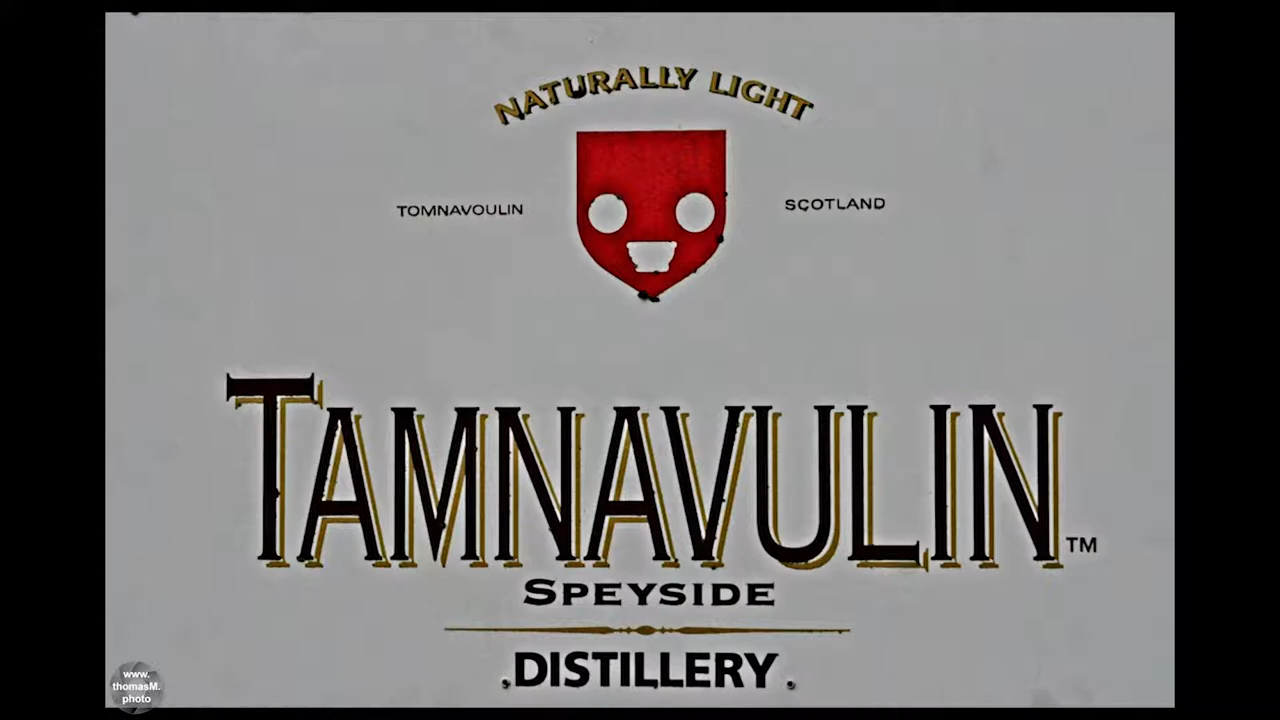 NATURALLY LIGHT
TOMNAVOULIN
SCOTLAND
TAMNAVULIN™
SPEYSIDE
DISTILLERY
www.
thomasM.
photo